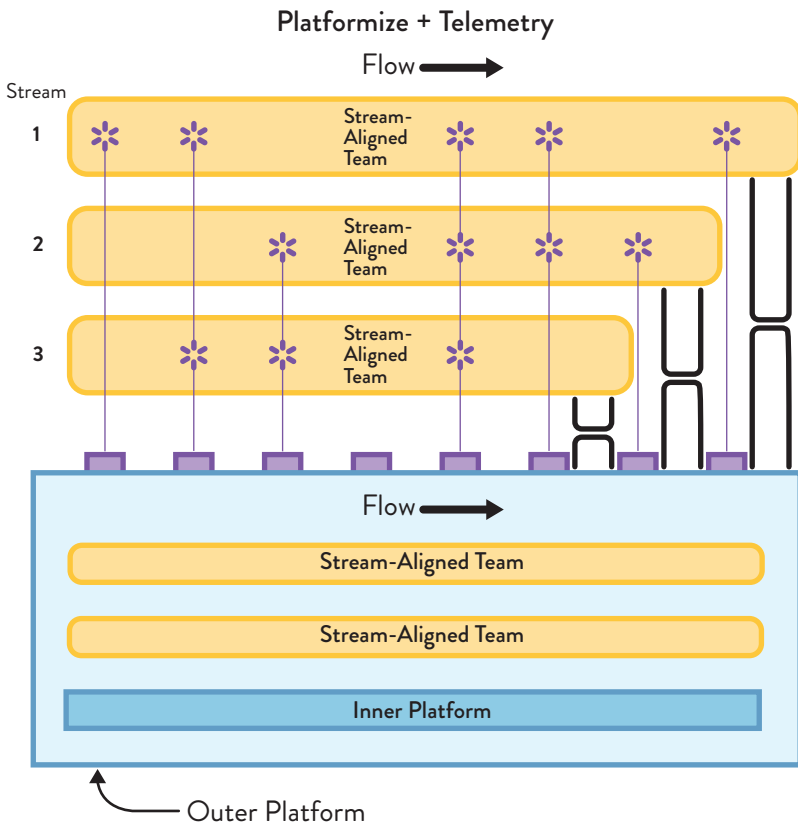 Platformize + Telemetry
Flow
Stream
1
Stream-
Aligned
Team
2
Stream-
Aligned
Team
3
Stream-
Aligned
Team
Flow
Stream-Aligned Team
Stream-Aligned Team
Inner Platform
Outer Platform